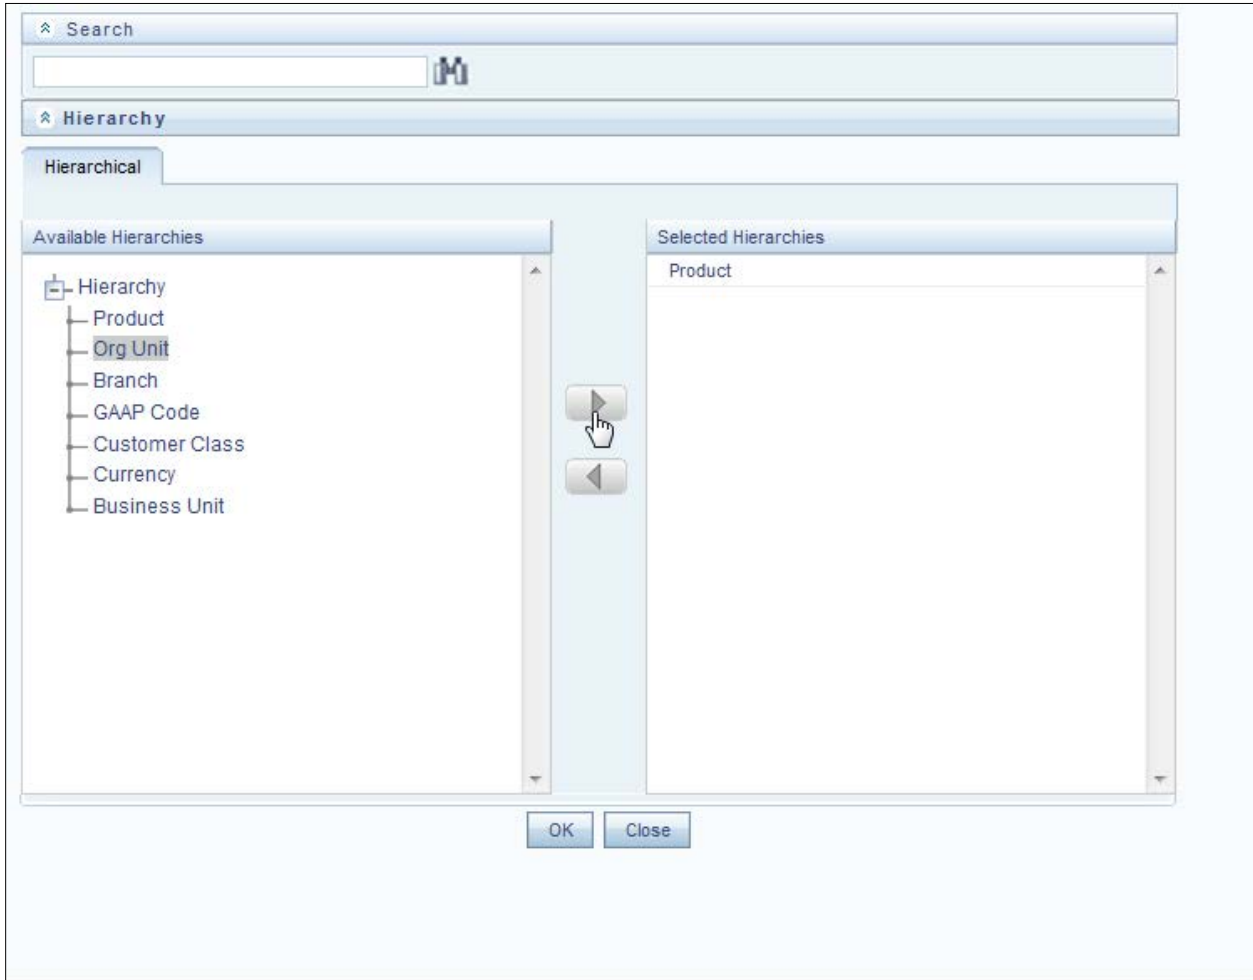 Search
Hierarchy
Hierarchical
Available Hierarchies
Selected Hierarchies
Hierarchy
Product
Org Unit
Branch
GAAP Code
Customer Class
Currency
Business Unit
Product
OK Close